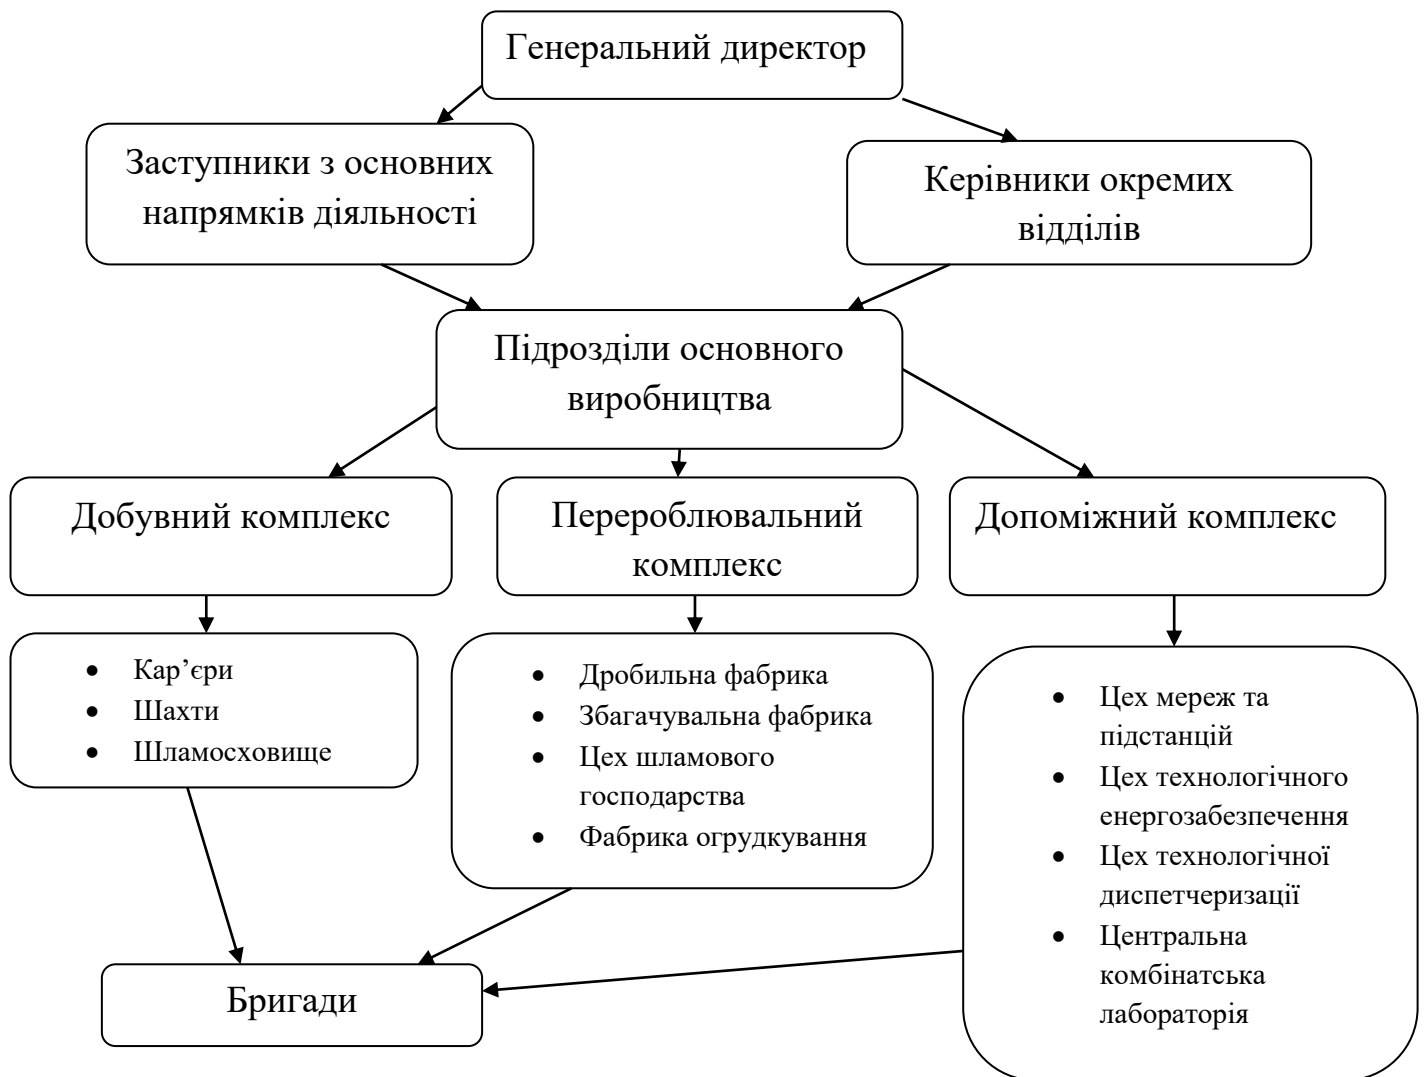 Генеральний директор
Заступники з основних
напрямків діяльності
Керівники окремих
відділів
Підрозділи основного
виробництва
Добувний комплекс
Перероблювальний
комплекс
Допоміжний комплекс
• Кар’єри
• Шахти
• Шламосховище
• Дробильна фабрика
• Збагачувальна фабрика
• Цех шламового
господарства
• Фабрика огрудкування
• Цех мереж та
підстанцій
• Цех технологічного
енергозабезпечення
• Цех технологічної
диспетчеризації
• Центральна
комбінатська
лабораторія
Бригади